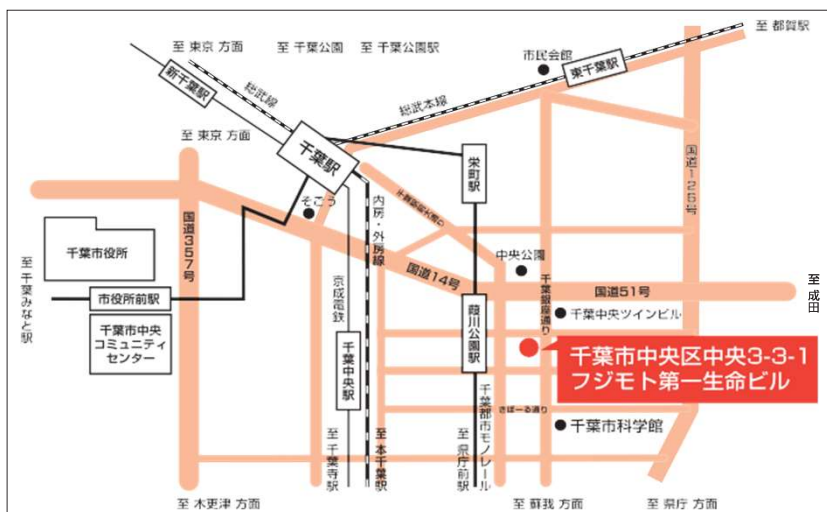 至 東京 方面
至 千葉公園
至 千葉公園駅
市民会館
至 都賀駅
新千葉駅
総武線
総武本線
東千葉駅
至 東京 方面
千葉駅
栄町駅
国道126号
そごう
内房・外房線
国道357号
千葉市役所
中央公園
至 千葉みなと駅
京成電鉄
国道14号
千葉銀座通り
国道51号
至 成田
市役所前駅
葭川公園駅
千葉中央ツインビル
千葉市中央
コミュニティ
センター
千葉中央駅
千葉市中央区中央3-3-1
フジモト第一生命ビル
千葉都市モノレール
きぼーる通り
千葉市科学館
至 千葉寺駅
至 本千葉駅
至 県庁前駅
至 木更津 方面
至 蘇我 方面
至 県庁 方面